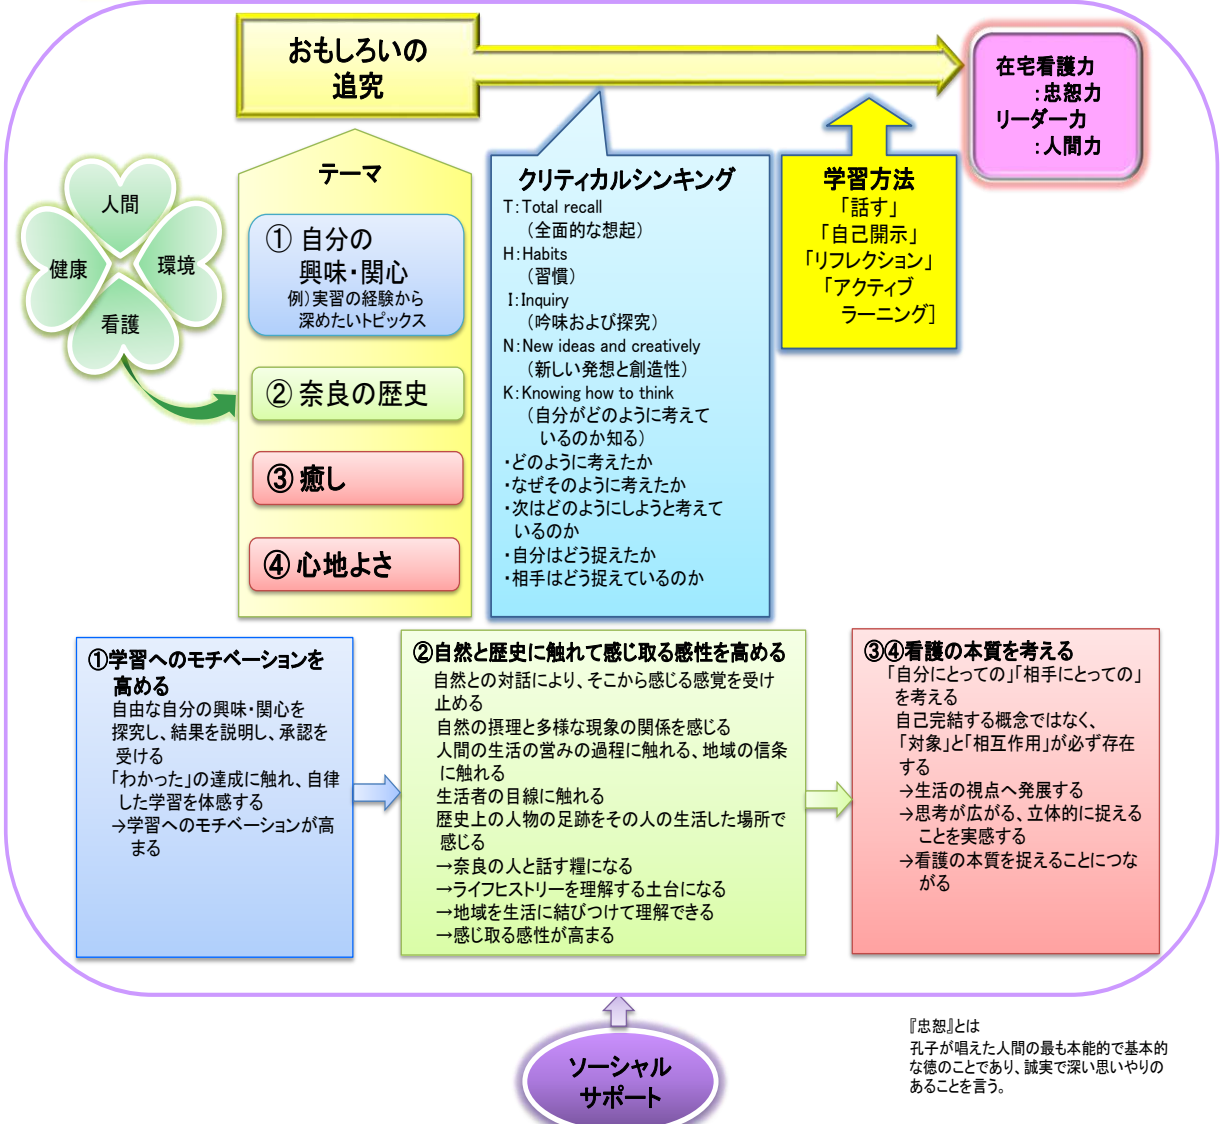 おもしろいの
追究
在宅看護力
：忠恕力
リーダー力
：人間力
人間
健康
環境
看護
テーマ
① 自分の
興味・関心
例）実習の経験から
深めたいトピックス
② 奈良の歴史
③ 癒し
④ 心地よさ
クリティカルシンキング
T：Total recall
（全面的な想起）
H：Habits
（習慣）
I：Inquiry
（吟味および探究）
N：New ideas and creatively
（新しい発想と創造性）
K：Knowing how to think
（自分がどのように考えて
いるのか知る）
・どのように考えたか
・なぜそのように考えたか
・次はどのようにしようと考えて
いるのか
・自分はどう捉えたか
・相手はどう捉えているのか
学習方法
「話す」
「自己開示」
「リフレクション」
「アクティブ
ラーニング］
①学習へのモチベーションを
高める
自由な自分の興味・関心を
探究し、結果を説明し、承認を
受ける
「わかった」の達成に触れ、自律
した学習を体感する
→学習へのモチベーションが高
まる
②自然と歴史に触れて感じ取る感性を高める
自然との対話により、そこから感じる感覚を受け
止める
自然の摂理と多様な現象の関係を感じる
人間の生活の営みの過程に触れる、地域の信条
に触れる
生活者の目線に触れる
歴史上の人物の足跡をその人の生活した場所で
感じる
→奈良の人と話す糧になる
→ライフヒストリーを理解する土台になる
→地域を生活に結びつけて理解できる
→感じ取る感性が高まる
③④看護の本質を考える
「自分にとっての」「相手にとっての」
を考える
自己完結する概念ではなく、
「対象」と「相互作用」が必ず存在
する
→生活の視点へ発展する
→思考が広がる、立体的に捉える
ことを実感する
→看護の本質を捉えることにつな
がる
ソーシャル
サポート
『忠恕』とは
孔子が唱えた人間の最も本能的で基本的
な徳のことであり、誠実で深い思いやりの
あることを言う。